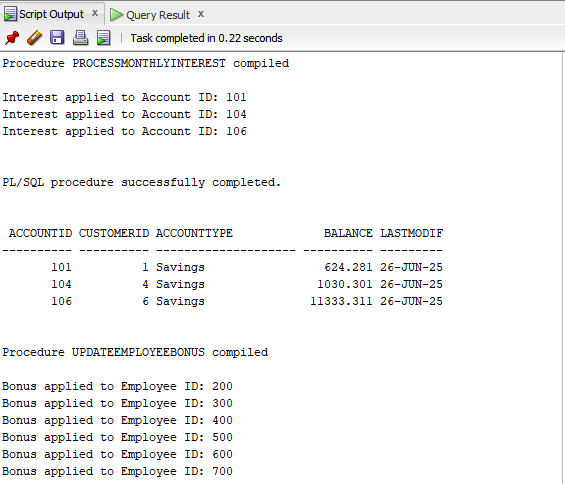 Script Output x Query Result x
Task completed in 0.22 seconds
Procedure PROCESSMONTHLYINTEREST compiled
Interest applied to Account ID: 101
Interest applied to Account ID: 104
Interest applied to Account ID: 106
PL/SQL procedure successfully completed.
ACCOUNTID CUSTOMERID ACCOUNTTYPE BALANCE LASTMODIF
---------- ---------- -------------------- ---------- ---------
101 1 Savings 624.281 26-JUN-25
104 4 Savings 1030.301 26-JUN-25
106 6 Savings 11333.311 26-JUN-25
Procedure UPDATEEMPLOYEEBONUS compiled
Bonus applied to Employee ID: 200
Bonus applied to Employee ID: 300
Bonus applied to Employee ID: 400
Bonus applied to Employee ID: 500
Bonus applied to Employee ID: 600
Bonus applied to Employee ID: 700